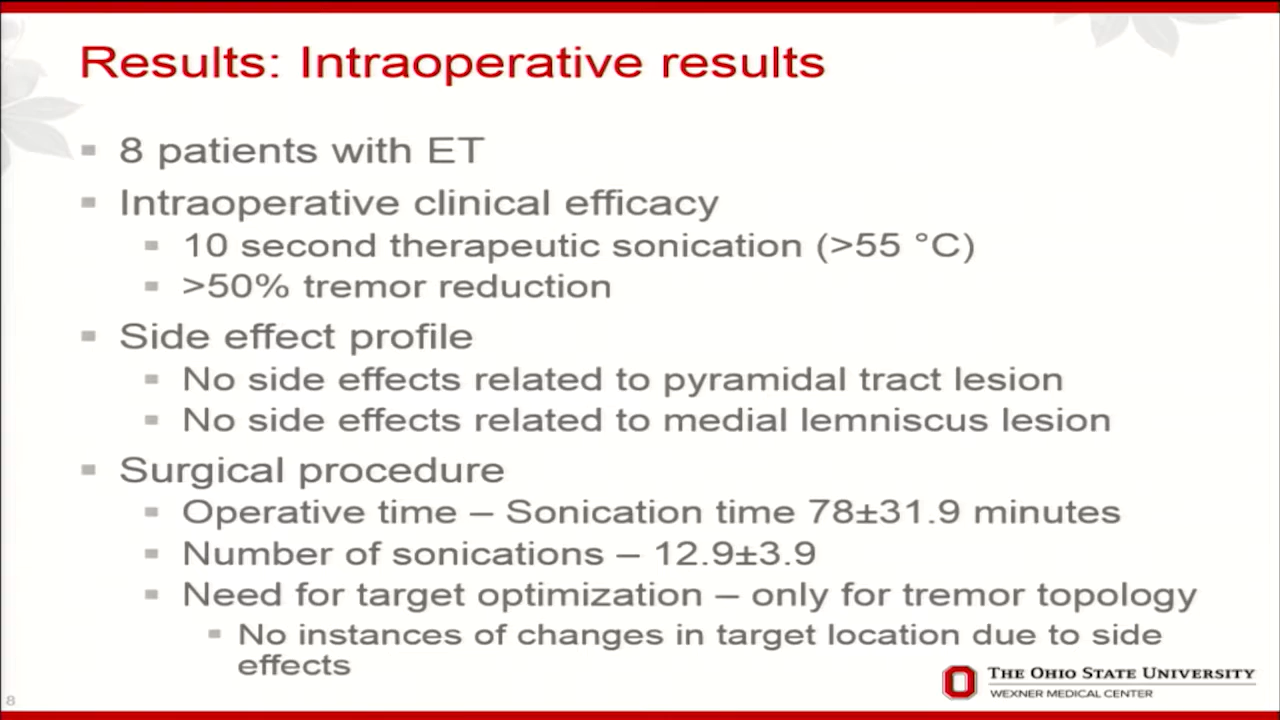 Results: Intraoperative results
8 patients with ET
Intraoperative clinical efficacy
10 second therapeutic sonication (>55 °C)
>50% tremor reduction
Side effect profile
No side effects related to pyramidal tract lesion
No side effects related to medial lemniscus lesion
Surgical procedure
Operative time – Sonication time 78±31.9 minutes
Number of sonications – 12.9±3.9
Need for target optimization – only for tremor topology
No instances of changes in target location due to side
effects
THE OHIO STATE UNIVERSITY
WEXNER MEDICAL CENTER
8